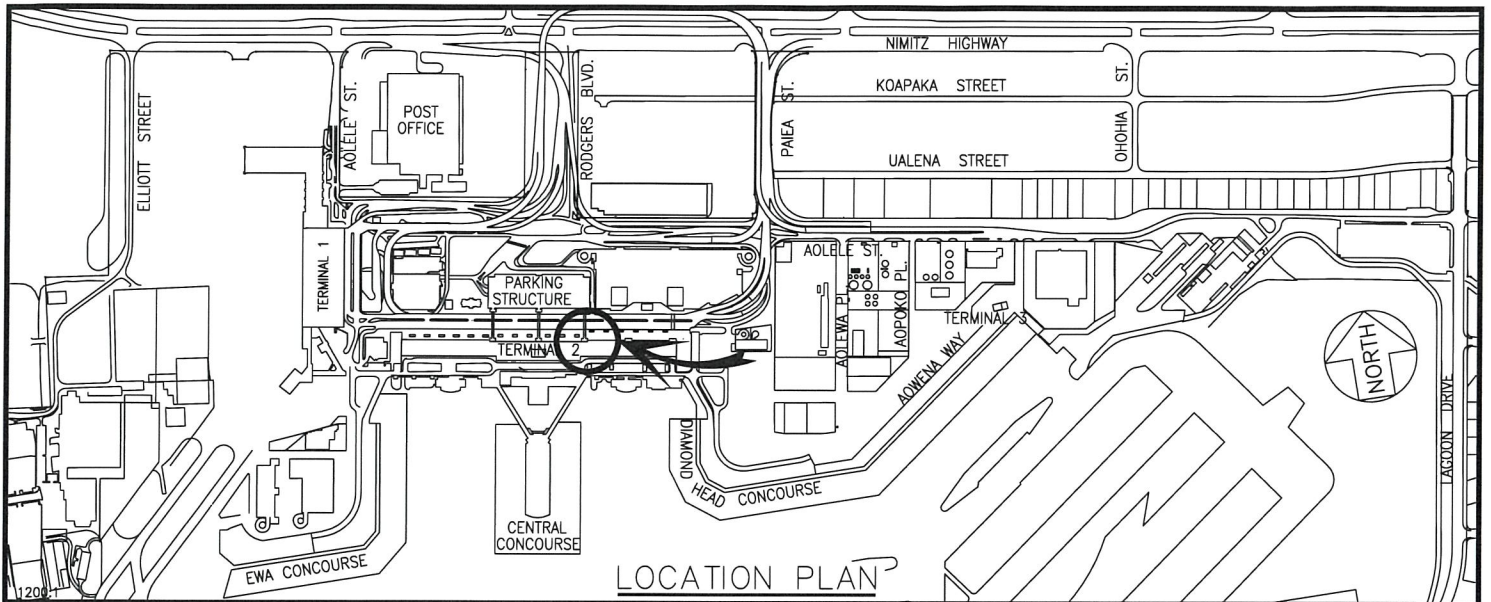 NIMITZ HIGHWAY
KOAPAKA STREET
UALENA STREET
ELLIOTT STREET
AOLELE ST.
POST
OFFICE
RODGERS BLVD.
PAIEA ST.
OHOHIA ST.
TERMINAL 1
PARKING
STRUCTURE
TERMINAL 2
AOLELE ST.
AOLEWA PL.
AOPOKO PL.
TERMINAL 3
AOWENA WAY
NORTH
LAGOON DRIVE
DIAMOND HEAD CONCOURSE
CENTRAL
CONCOURSE
EWA CONCOURSE
LOCATION PLAN